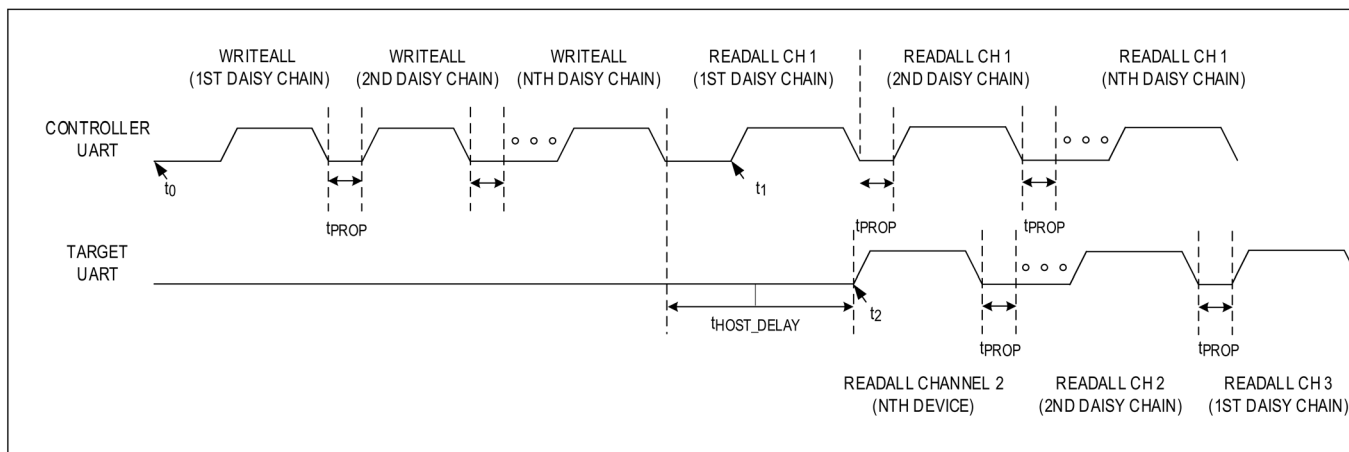 WRITEALL
(1ST DAISY CHAIN)
WRITEALL
(2ND DAISY CHAIN)
WRITEALL
(NTH DAISY CHAIN)
READALL CH 1
(1ST DAISY CHAIN)
READALL CH 1
(2ND DAISY CHAIN)
READALL CH 1
(NTH DAISY CHAIN)
CONTROLLER
UART
t0
t1
tPROP
tPROP
tPROP
TARGET
UART
t2
tHOST_DELAY
tPROP
tPROP
READALL CHANNEL 2
(NTH DEVICE)
READALL CH 2
(2ND DAISY CHAIN)
READALL CH 3
(1ST DAISY CHAIN)